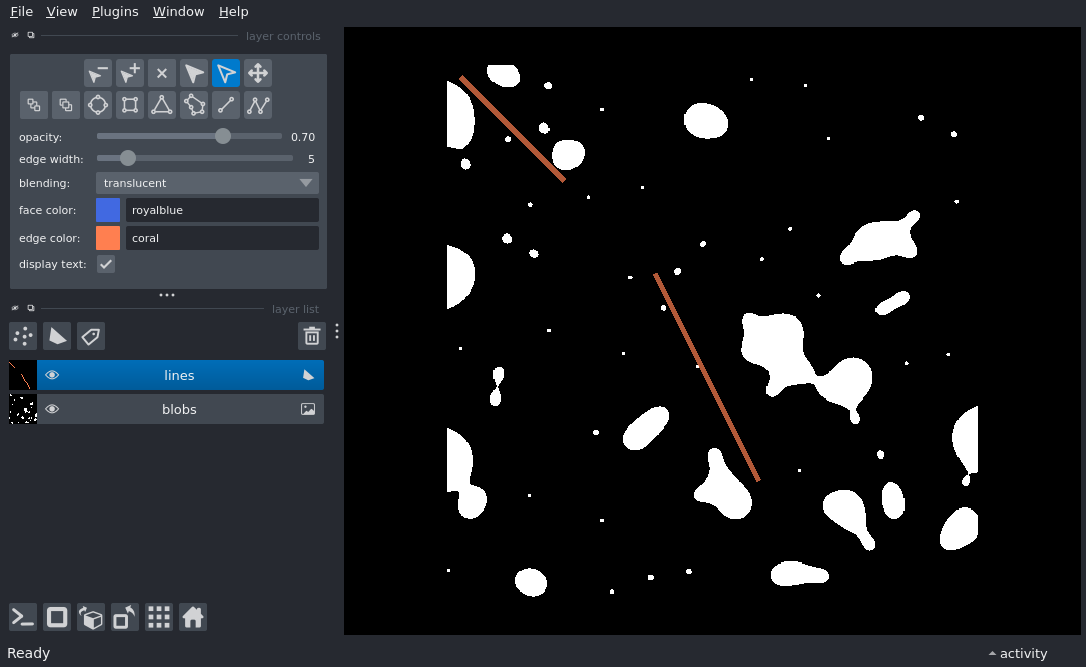 File View Plugins Window Help
layer controls
opacity: 0.70
edge width: 5
blending: translucent
face color: royalblue
edge color: coral
display text:
layer list
lines
blobs
Ready
activity